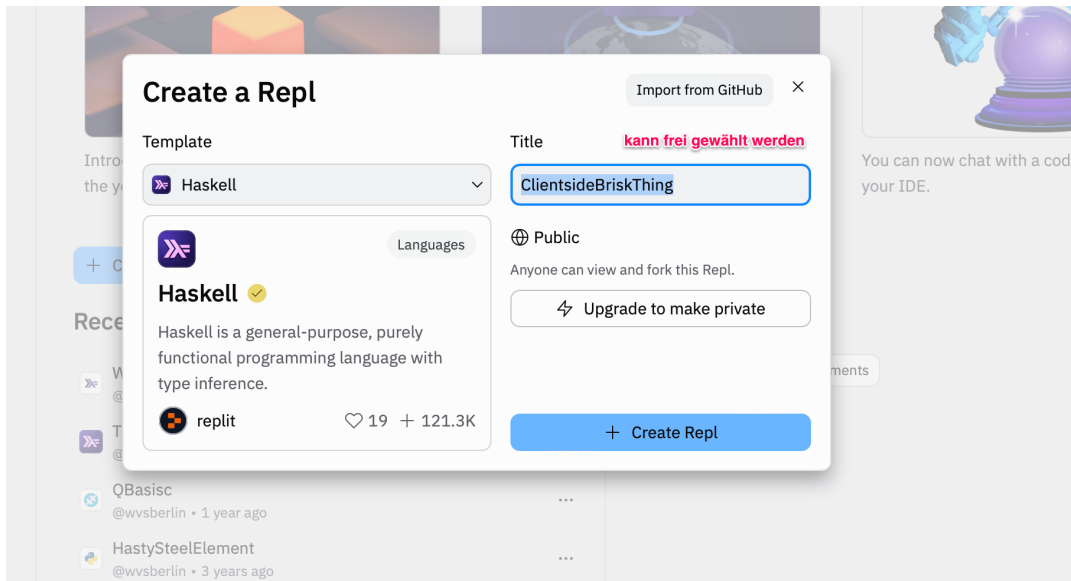 Create a Repl
Import from GitHub
Template
Title
kann frei gewählt werden
Haskell
ClientsideBriskThing
Languages
Haskell
Haskell is a general-purpose, purely
functional programming language with
type inference.
replit
19
121.3K
Public
Anyone can view and fork this Repl.
Upgrade to make private
+ Create Repl
Intro
the y
You can now chat with a cod
your IDE.
+ C
Rece
W
@
T
@
ments
QBasisc
@wvsberlin • 1 year ago
HastySteelElement
@wvsberlin • 3 years ago